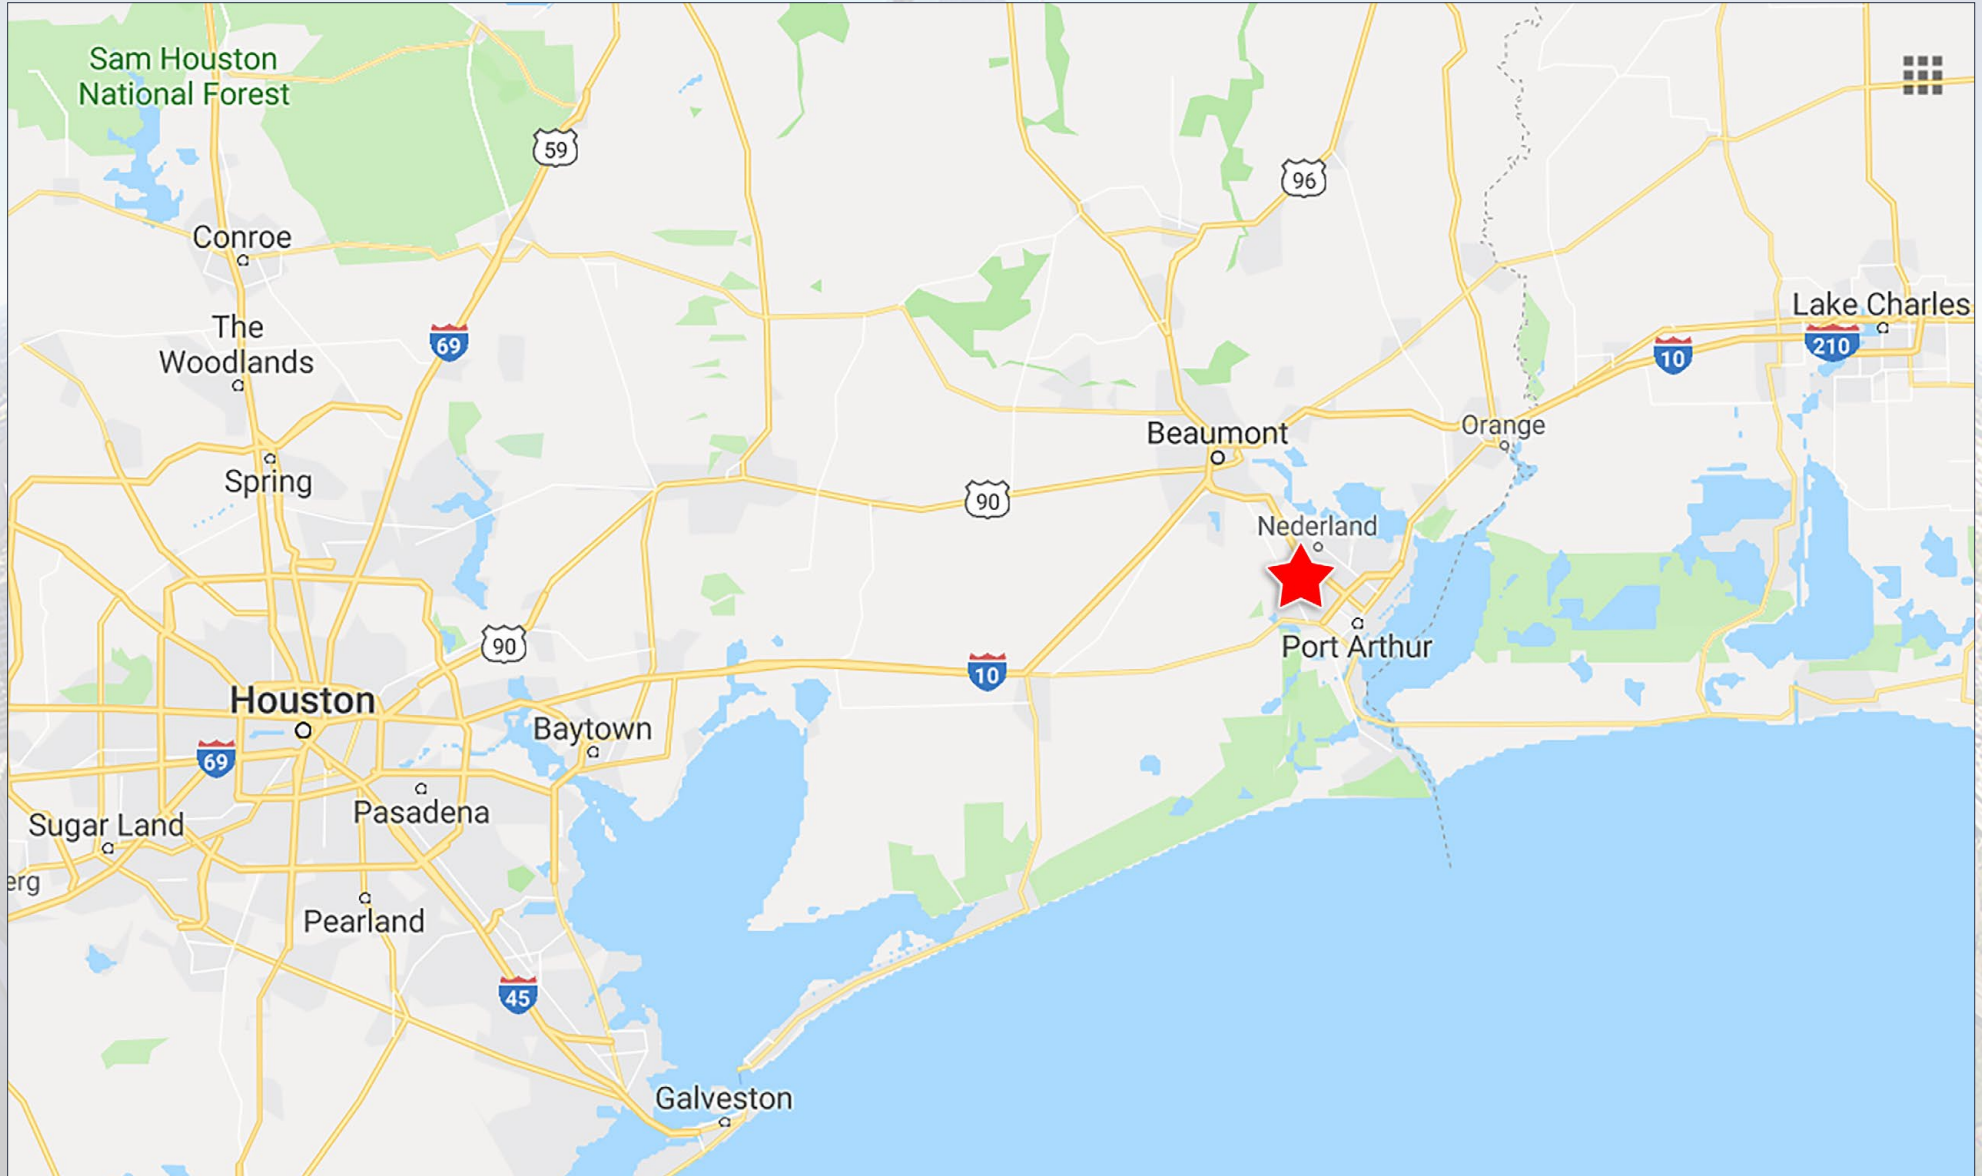 Sam Houston
National Forest
59
96
Conroe
Lake Charles
The
Woodlands
69
10
210
Beaumont
Orange
Spring
90
Nederland
90
Port Arthur
10
Houston
Baytown
69
Pasadena
Sugar Land
erg
Pearland
45
Galveston